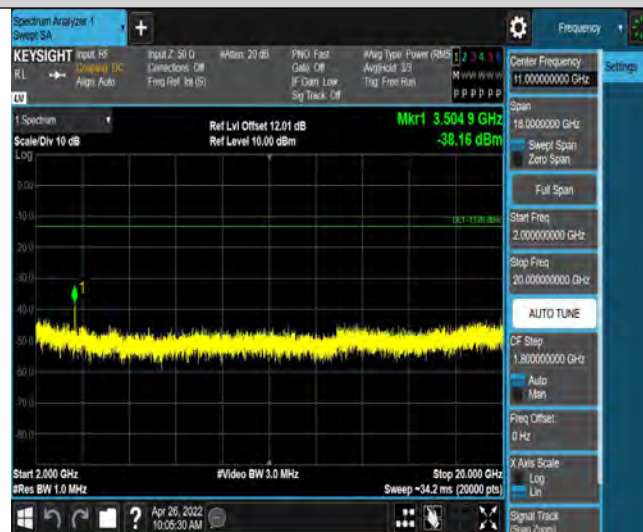 Spectrum Analyzer 1
Swept SA
+
Frequency
KEYSIGHT
RL
Input: RF
Coupling: DC
Align: Auto
Input Z: 50 Ω
Corrections: Off
Freq Ref: Int (S)
#Atten: 20 dB
PNO: Fast
Gate: Off
IF Gain: Low
Sig Track: Off
#Avg Type: Power (RMS
Avg|Hold: 3/3
Trig: Free Run
1 2 3 4 5 6
M W W W W W
P P P P P P
LW
Center Frequency
11.000000000 GHz
Settings
Span
18.0000000 GHz
Swept Span
Zero Span
Full Span
Start Freq
2.000000000 GHz
Stop Freq
20.000000000 GHz
AUTO TUNE
CF Step
1.800000000 GHz
Auto
Man
Freq Offset
0 Hz
X Axis Scale
Log
Lin
Signal Track
(Span Zoom)
1 Spectrum
Scale/Div 10 dB
Log
Ref Lvl Offset 12.01 dB
Ref Level 10.00 dBm
Mkr1 3.504 9 GHz
-38.16 dBm
0.00
-10.0
-20.0
-30.0
-40.0
-50.0
-60.0
-70.0
-80.0
1
Start 2.000 GHz
#Res BW 1.0 MHz
#Video BW 3.0 MHz
Stop 20.000 GHz
Sweep ~34.2 ms (20000 pts)
?
Apr 26, 2022
10:05:30 AM